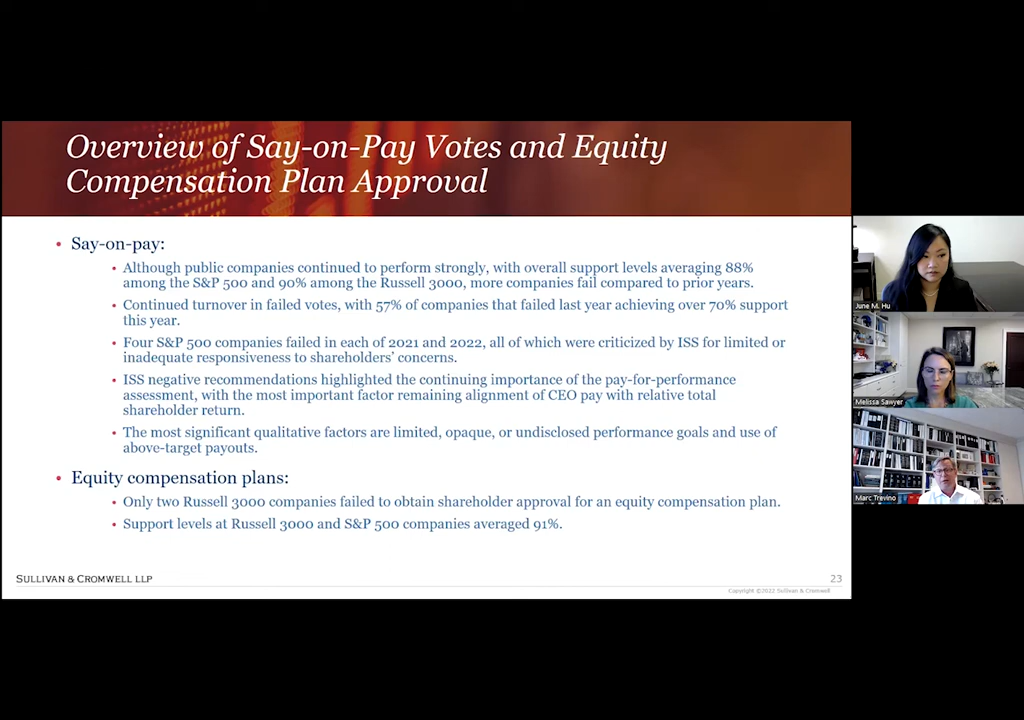 Overview of Say-on-Pay Votes and Equity
Compensation Plan Approval
• Say-on-pay:
• Although public companies continued to perform strongly, with overall support levels averaging 88%
among the S&P 500 and 90% among the Russell 3000, more companies fail compared to prior years.
• Continued turnover in failed votes, with 57% of companies that failed last year achieving over 70% support
this year.
• Four S&P 500 companies failed in each of 2021 and 2022, all of which were criticized by ISS for limited or
inadequate responsiveness to shareholders' concerns.
• ISS negative recommendations highlighted the continuing importance of the pay-for-performance
assessment, with the most important factor remaining alignment of CEO pay with relative total
shareholder return.
• The most significant qualitative factors are limited, opaque, or undisclosed performance goals and use of
above-target payouts.
• Equity compensation plans:
• Only two Russell 3000 companies failed to obtain shareholder approval for an equity compensation plan.
• Support levels at Russell 3000 and S&P 500 companies averaged 91%.
SULLIVAN & CROMWELL LLP
23
Copyright ©2022 Sullivan & Cromwell
June M. Hu
Melissa Sawyer
Marc Trevino